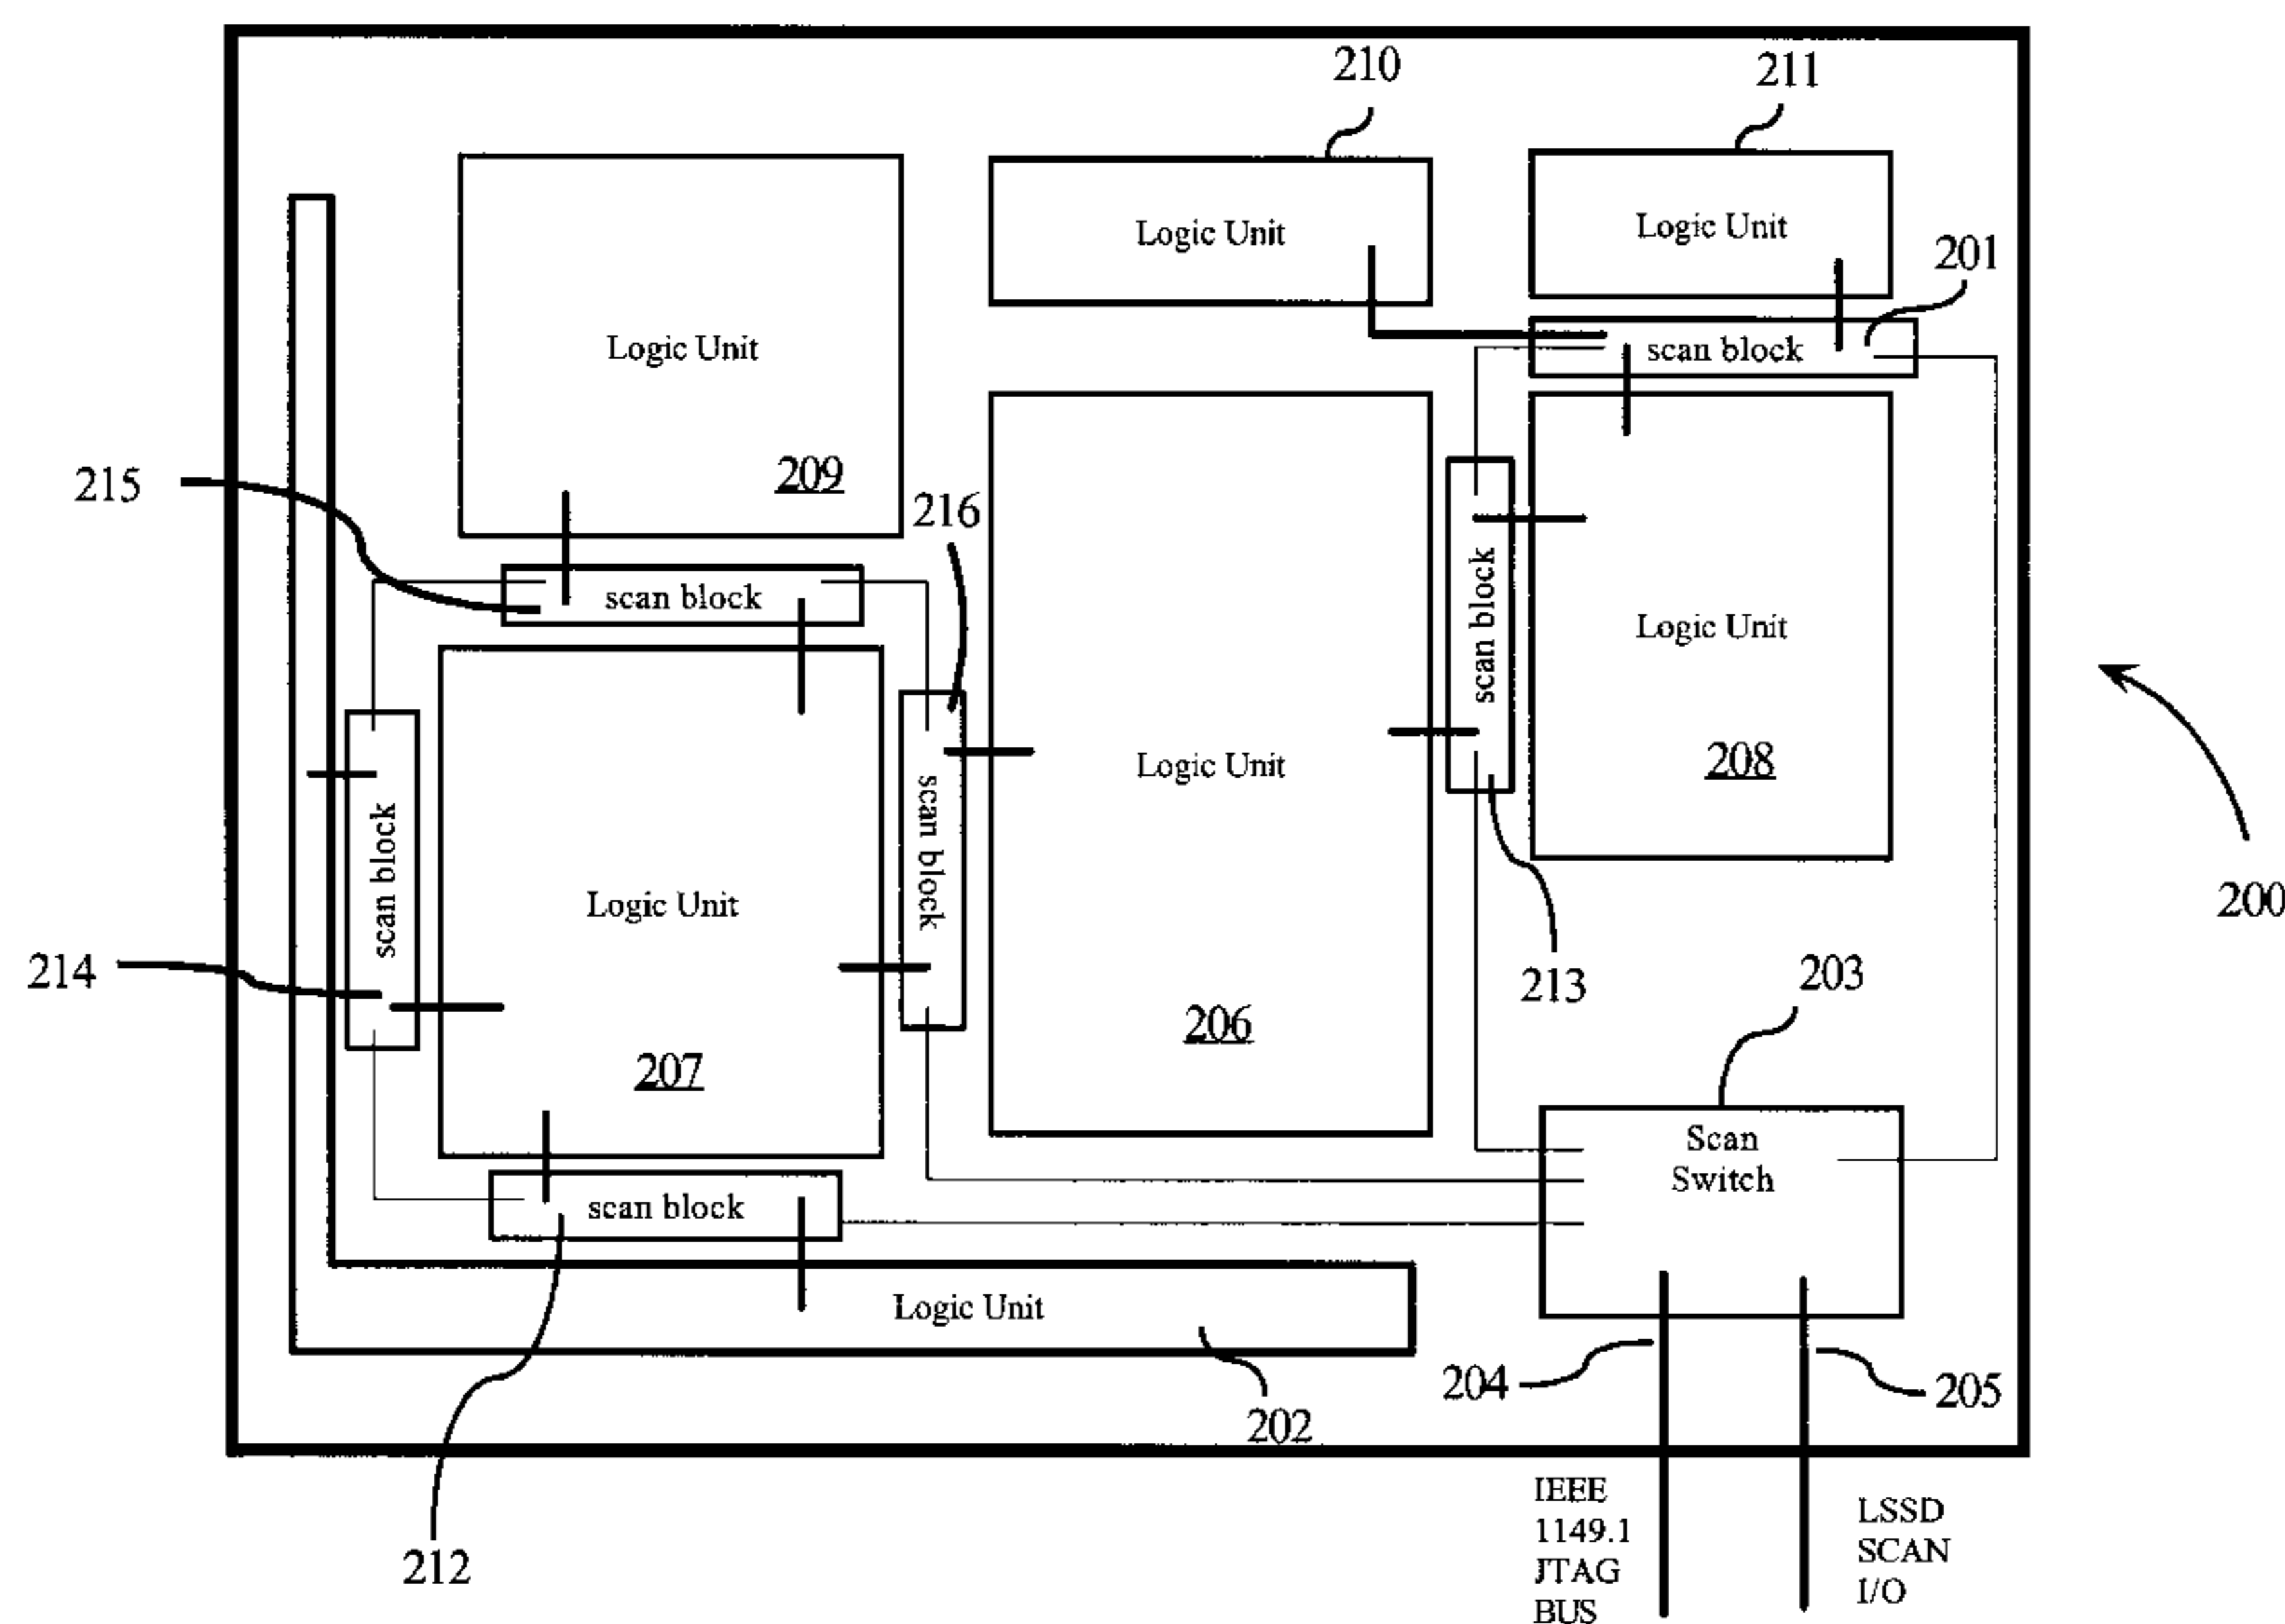 210
211
Logic Unit
Logic Unit
201
scan block
Logic Unit
209
215
216
scan block
scan block
Logic Unit
208
Logic Unit
206
scan block
scan block
Logic Unit
207
214
213
203
200
Scan
Switch
scan block
Logic Unit
202
204
205
212
IEEE
1149.1
JTAG
BUS
LSSD
SCAN
I/O